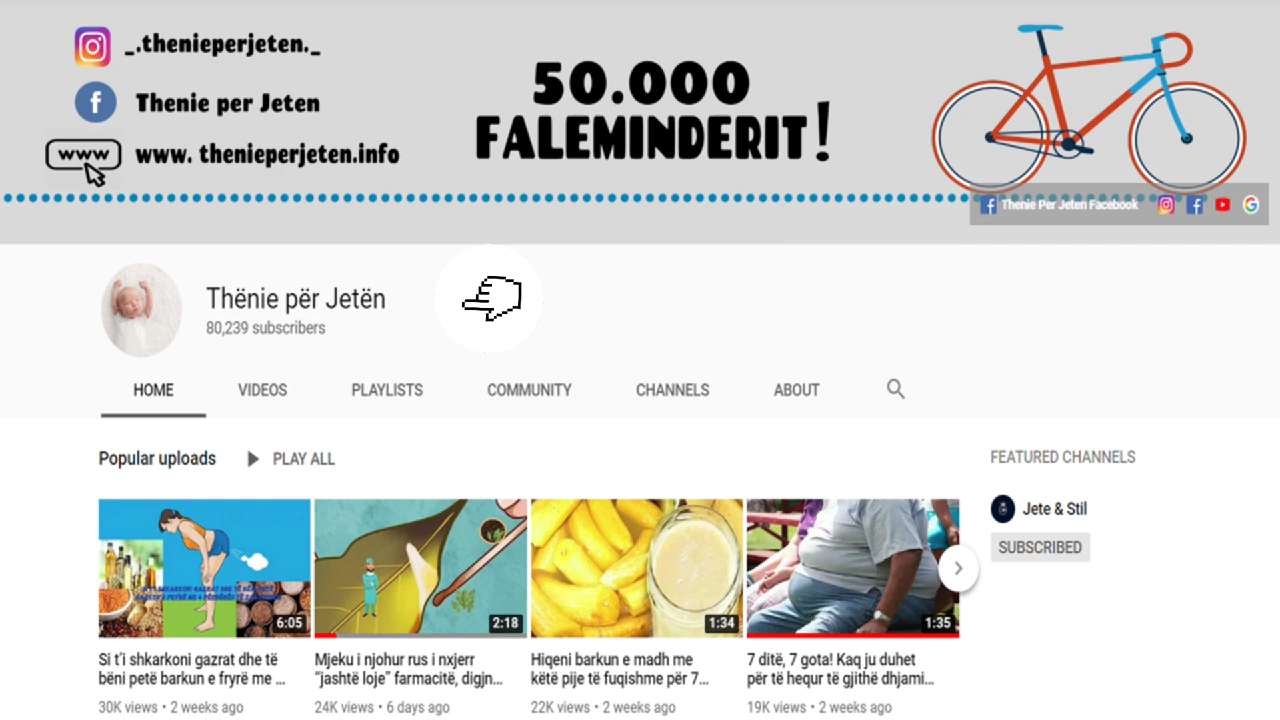 _.thenieperjeten._
Thenie per Jeten
www
www. thenieperjeten.info
50.000
FALEMINDERIT!
Thenie Per Jeten Facebook
Thënie për Jetën
80,239 subscribers
HOME VIDEOS PLAYLISTS COMMUNITY CHANNELS ABOUT
Popular uploads PLAY ALL
FEATURED CHANNELS
Jete & Stil
SUBSCRIBED
6:05
2:18
1:34
1:35
Si t'i shkarkoni gazrat dhe të
bëni petë barkun e fryrë me ...
30K views • 2 weeks ago
Mjeku i njohur rus i nxjerr
“jashtë loje” farmacitë, digjn...
24K views • 6 days ago
Hiqeni barkun e madh me
këtë pije të fuqishme për 7...
22K views • 2 weeks ago
7 ditë, 7 gota! Kaq ju duhet
për të hequr të gjithë dhjami...
19K views • 2 weeks ago